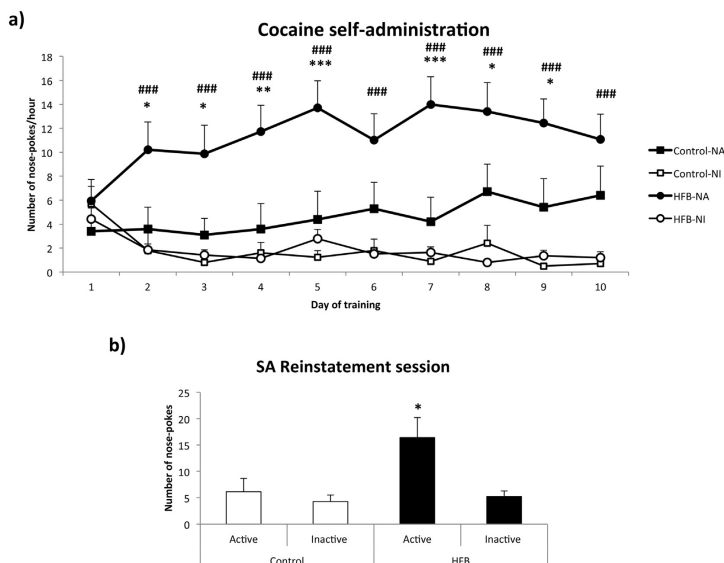 a)
Cocaine self-administration
Number of nose-pokes/hour
18
16
14
12
10
8
6
4
2
0
### ### ### ### ### ### ### ### ###
* * ** *** *** * *
1 2 3 4 5 6 7 8 9 10
Day of training
Control-NA
Control-NI
HFB-NA
HFB-NI
b)
SA Reinstatement session
Number of nose-pokes
25
20
15
10
5
0
*
Active Inactive Active Inactive
Control HFB